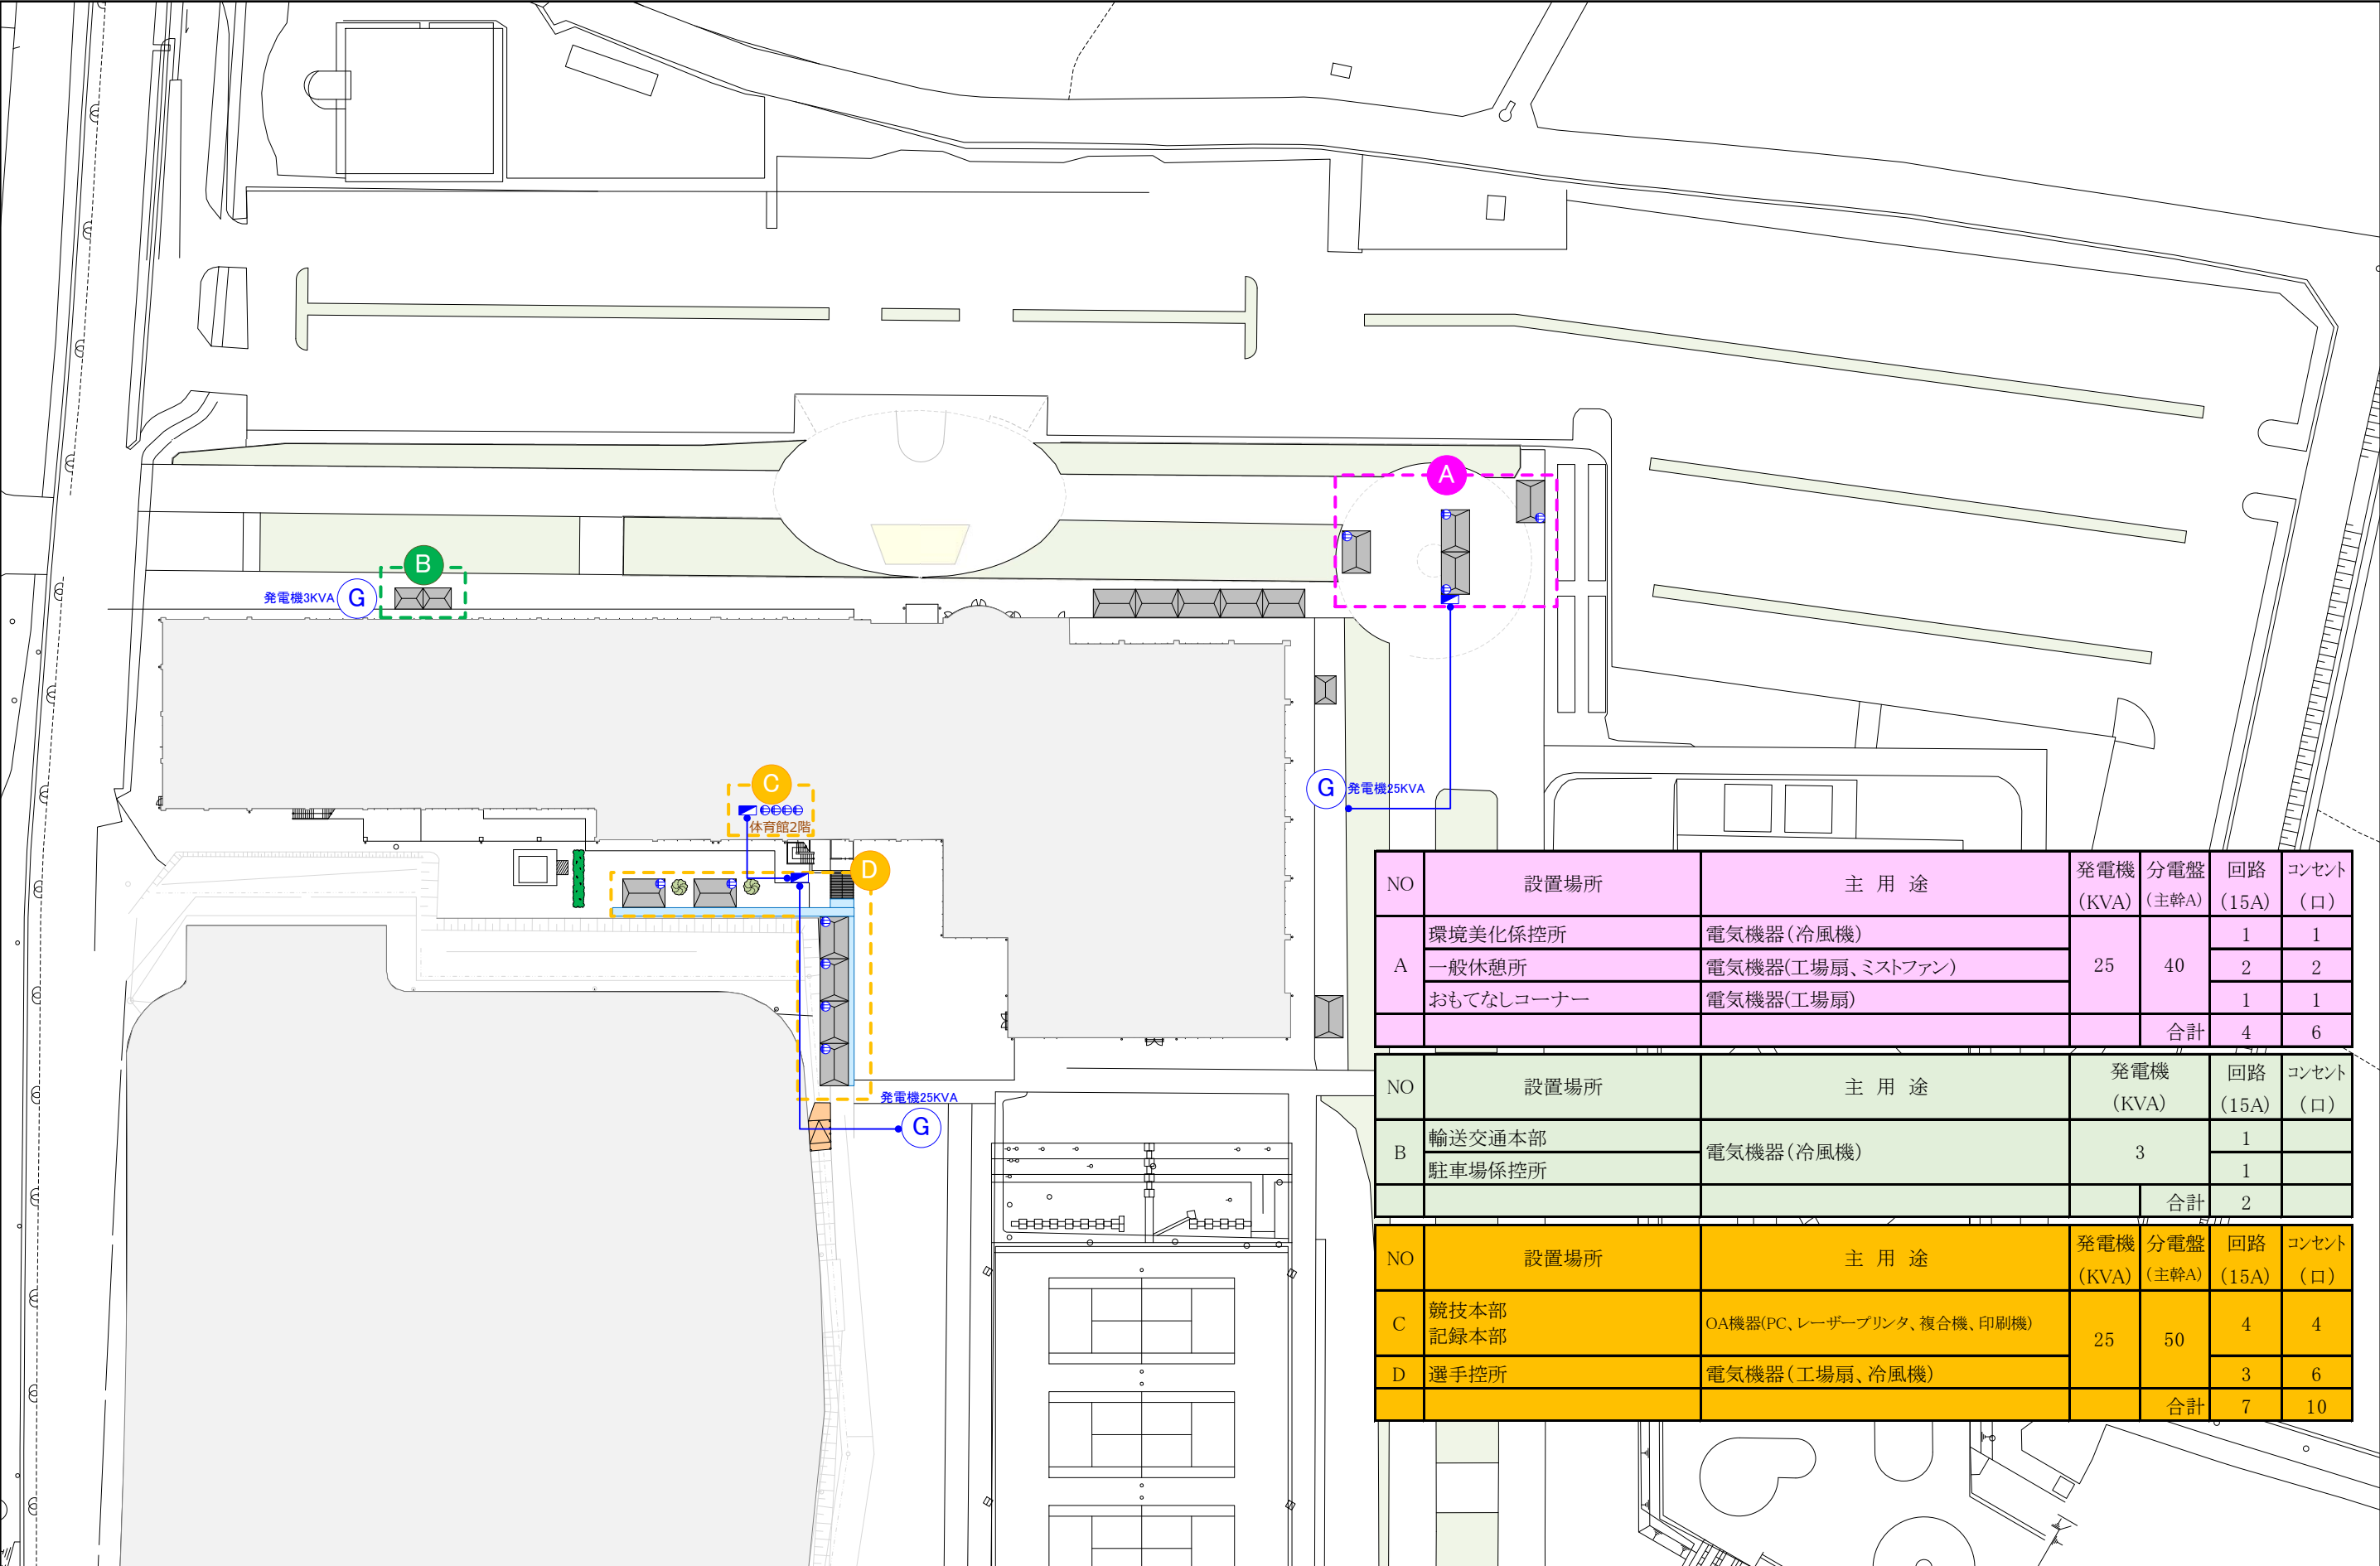 A
B
発電機3KVA
G
C
体育館2階
G
発電機25KVA
D
発電機25KVA
G
NO 設置場所 主 用 途 発電機 (KVA) 分電盤 (主幹A) 回路 (15A) コンセント (口)
A 環境美化係控所 電気機器(冷風機) 25 40 1 1
一般休憩所 電気機器(工場扇、ミストファン) 2 2
おもてなしコーナー 電気機器(工場扇) 1 1
合計 4 6
NO 設置場所 主 用 途 発電機 (KVA) 回路 (15A) コンセント (口)
B 輸送交通本部 電気機器(冷風機) 3 1
駐車場係控所 1
合計 2
NO 設置場所 主 用 途 発電機 (KVA) 分電盤 (主幹A) 回路 (15A) コンセント (口)
C 競技本部 記録本部 OA機器(PC、レーザープリンタ、複合機、印刷機) 25 50 4 4
D 選手控所 電気機器(工場扇、冷風機) 3 6
合計 7 10